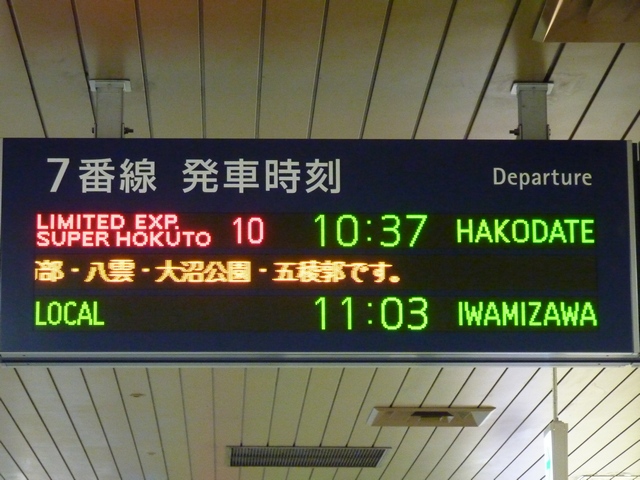 7番線 発車時刻 Departure
LIMITED EXP. SUPER HOKUTO 10 10:37 HAKODATE
部・八雲・大沼公園・五稜郭です。
LOCAL 11:03 IWAMIZAWA